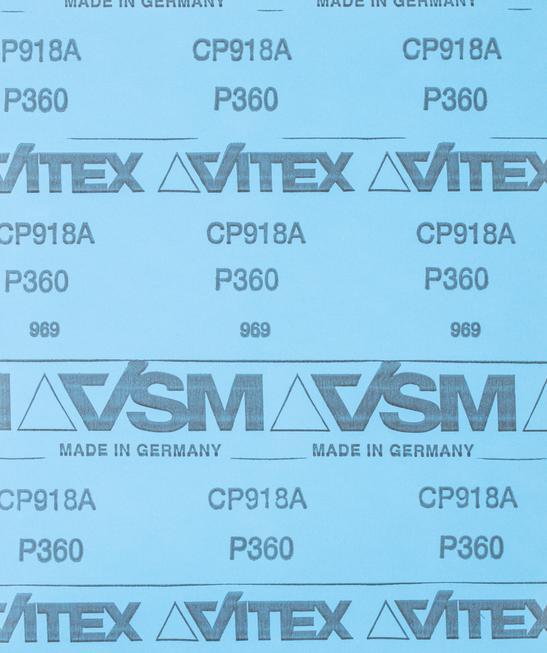 MADE IN GERMANY MADE IN GERMANY
CP918A CP918A CP918A
P360 P360 P360
VITEX VITEX VITEX
CP918A CP918A CP918A
P360 P360 P360
969 969 969
VSM VSM
MADE IN GERMANY MADE IN GERMANY
CP918A CP918A CP918A
P360 P360 P360
VITEX VITEX VITEX